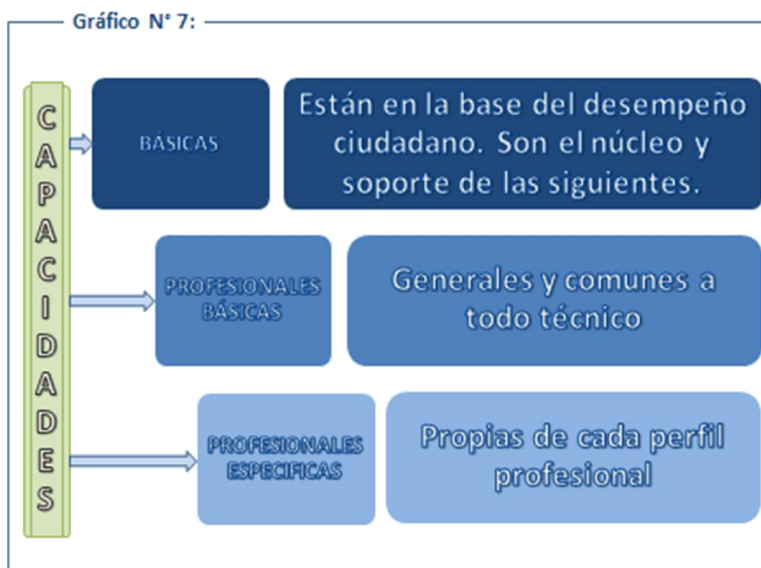 Gráfico N° 7:
CAPACIDADES
BÁSICAS
Están en la base del desempeño
ciudadano. Son el núcleo y
soporte de las siguientes.
PROFESIONALES
BÁSICAS
Generales y comunes a
todo técnico
PROFESIONALES
ESPECIFICAS
Propias de cada perfil
profesional